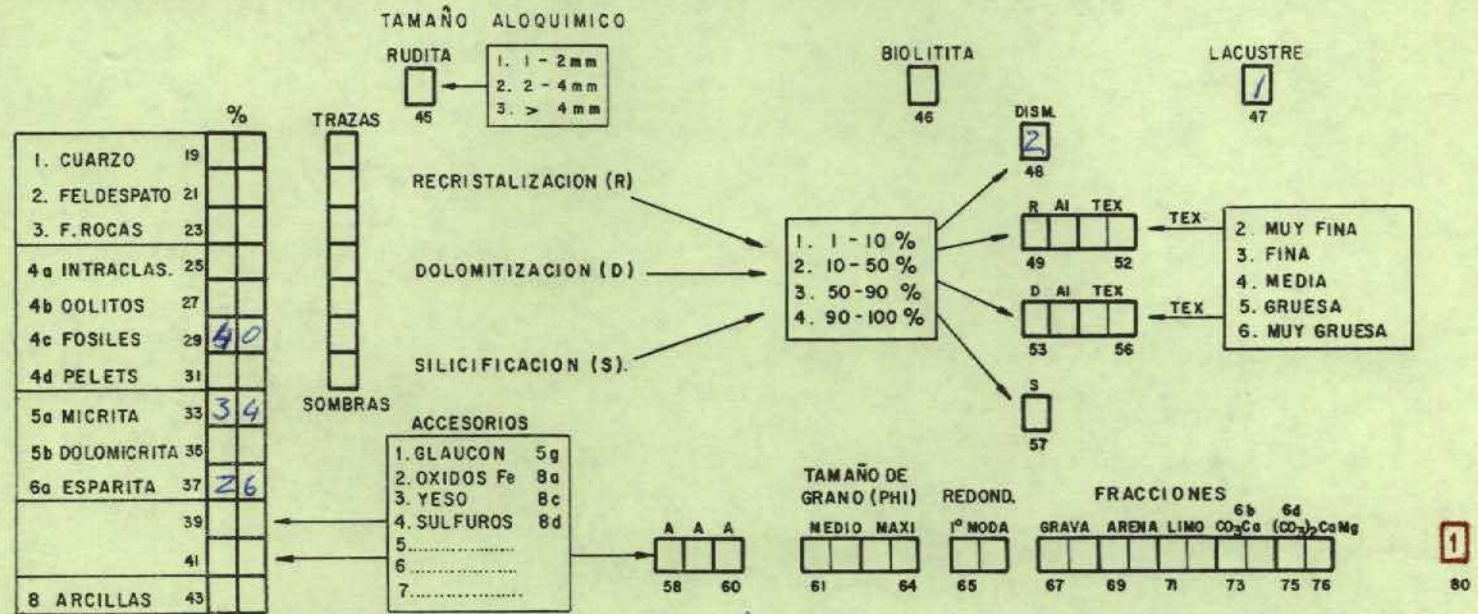 TAMAÑO ALOQUIMICO
RUDITA
45
1. 1 - 2mm
2. 2 - 4mm
3. > 4mm
BIOLITITA
46
LACUSTRE
1
47
%
TRAZAS
1. CUARZO 19
2. FELDESPATO 21
3. F. ROCAS 23
4a INTRACLAS. 25
4b OOLITOS 27
4c FOSILES 29 40
4d PELETS 31
5a MICRITA 33 34
5b DOLOMICRITA 35
6a ESPARITA 37 26
39
41
8 ARCILLAS 43
SOMBRAS
RECRISTALIZACION (R)
DOLOMITIZACION (D)
SILICIFICACION (S).
1. 1 - 10 %
2. 10 - 50 %
3. 50 - 90 %
4. 90 - 100 %
DISM.
2
48
R AI TEX
49 52
D AI TEX
53 56
S
57
TEX
TEX
2. MUY FINA
3. FINA
4. MEDIA
5. GRUESA
6. MUY GRUESA
ACCESORIOS
1. GLAUCON 5g
2. OXIDOS Fe 8a
3. YESO 8c
4. SULFUROS 8d
5..................
6..................
7..................
A A A
58 60
TAMAÑO DE
GRANO (PHI)
MEDIO MAXI
61 64
REDOND.
1º MODA
65
FRACCIONES
6b 6d
GRAVA ARENA LIMO CO₃Ca (CO₃)₂CaMg
67 69 71 73 75 76
1
80